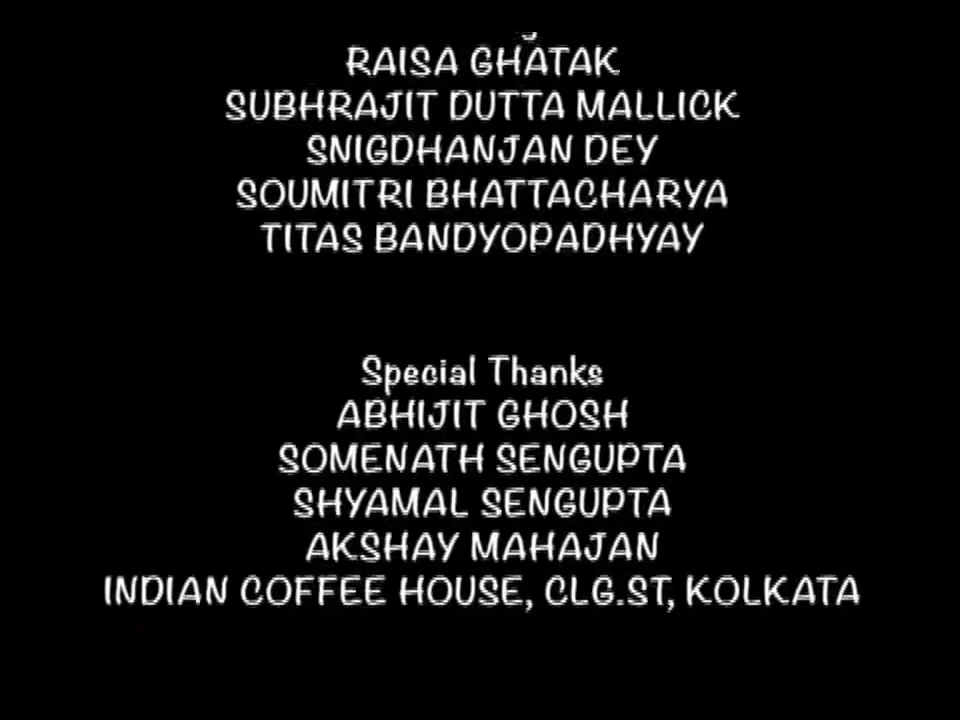 RAISA GHATAK
SUBHRAJIT DUTTA MALLICK
SNIGDHANJAN DEY
SOUMITRI BHATTACHARYA
TITAS BANDYOPADHYAY
Special Thanks
ABHIJIT GHOSH
SOMENATH SENGUPTA
SHYAMAL SENGUPTA
AKSHAY MAHAJAN
INDIAN COFFEE HOUSE, CLG.ST, KOLKATA